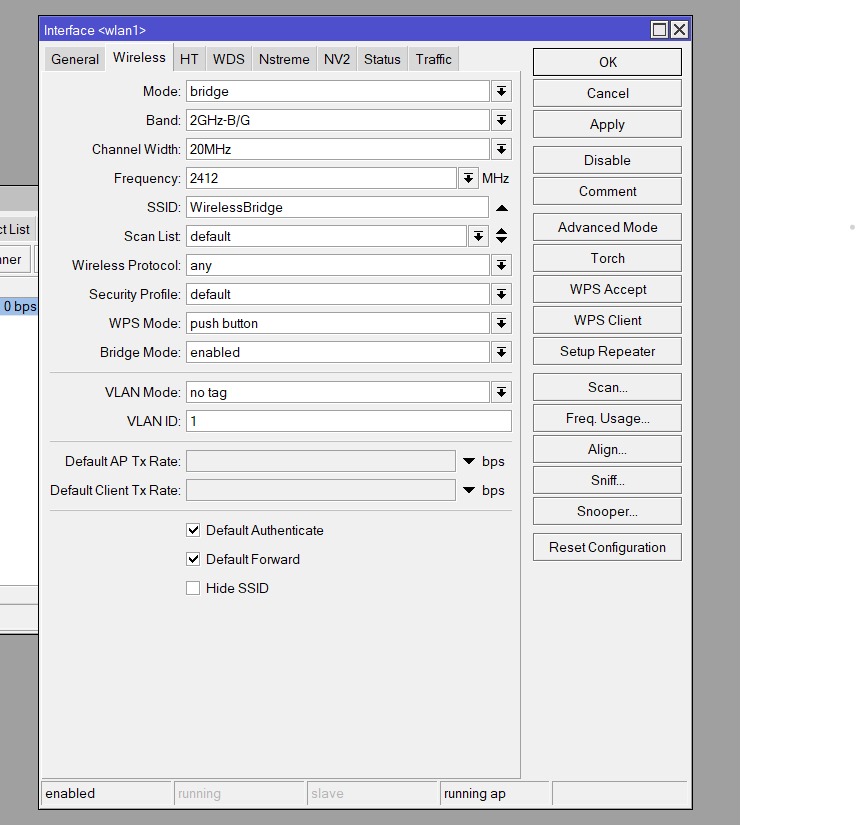 Interface <wlan1>
General Wireless HT WDS Nstreme NV2 Status Traffic
Mode: bridge
Band: 2GHz-B/G
Channel Width: 20MHz
Frequency: 2412 MHz
SSID: WirelessBridge
Scan List: default
Wireless Protocol: any
Security Profile: default
WPS Mode: push button
Bridge Mode: enabled
VLAN Mode: no tag
VLAN ID: 1
Default AP Tx Rate: bps
Default Client Tx Rate: bps
Default Authenticate
Default Forward
Hide SSID
OK
Cancel
Apply
Disable
Comment
Advanced Mode
Torch
WPS Accept
WPS Client
Setup Repeater
Scan...
Freq. Usage...
Align...
Sniff...
Snooper...
Reset Configuration
enabled running slave running ap
ct List
nner
0 bps